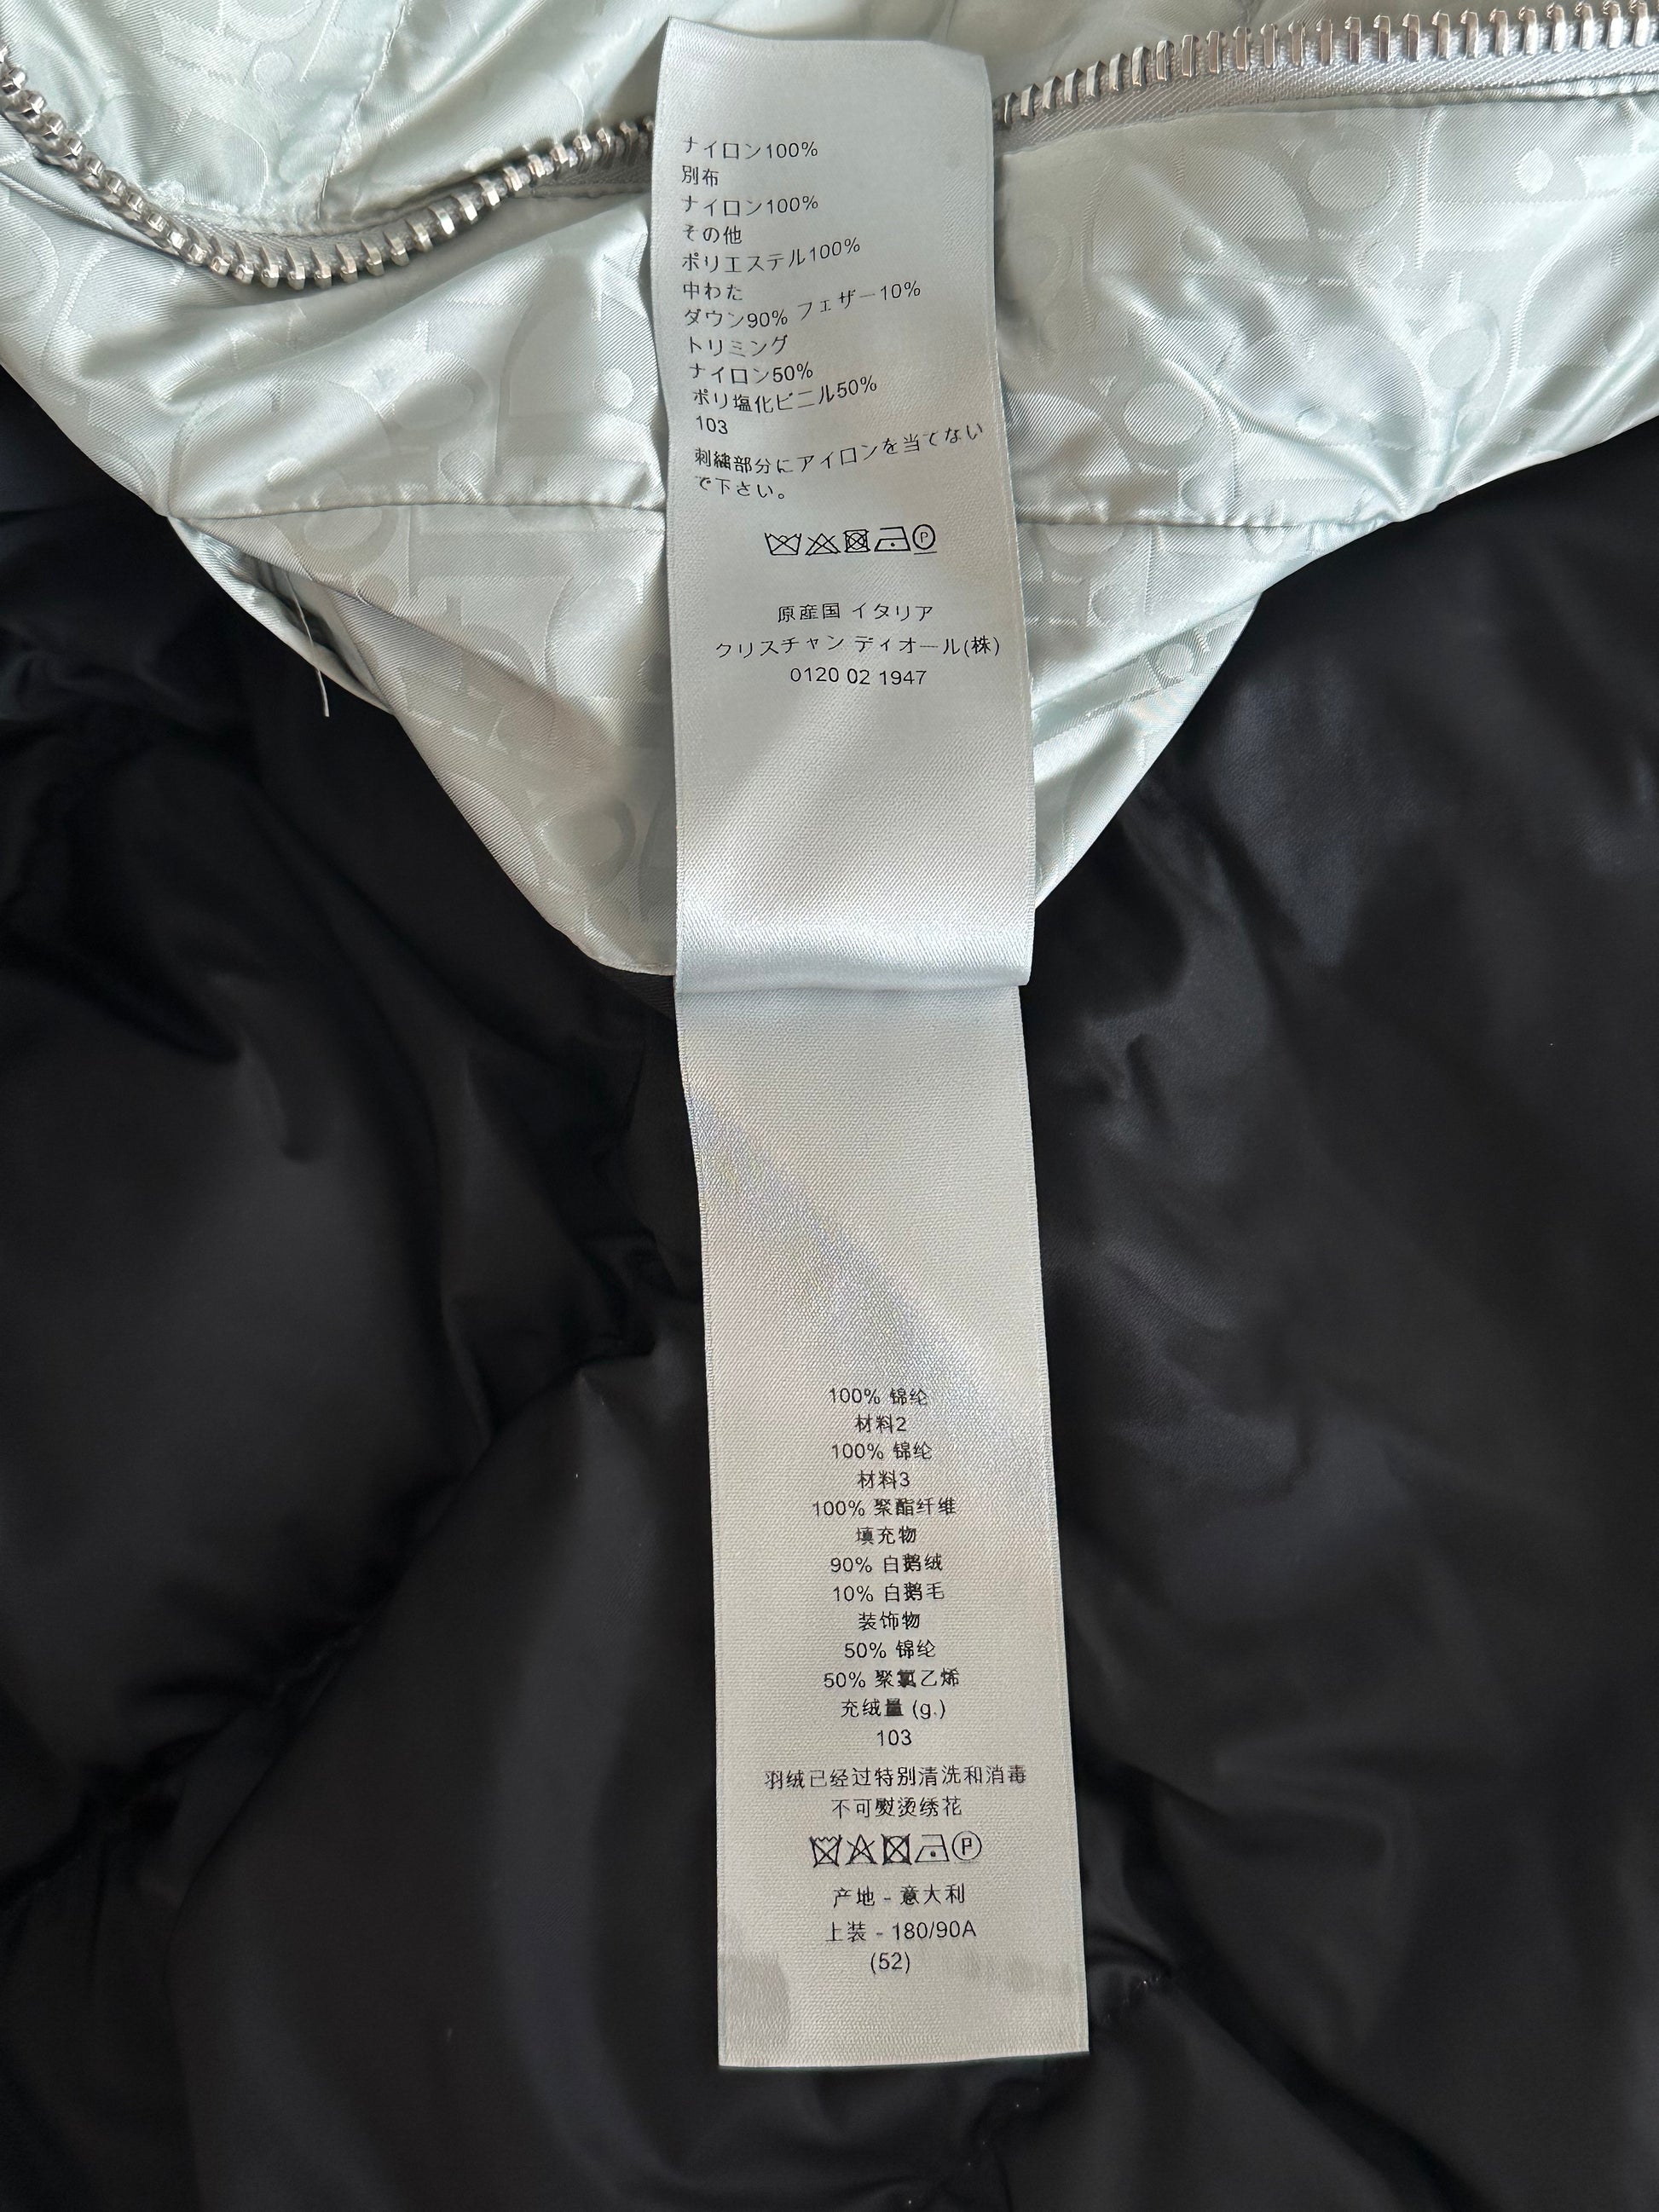 ナイロン100%
別布
ナイロン100%
その他
ポリエステル100%
中わた
ダウン90% フェザー10%
トリミング
ナイロン50%
ポリ塩化ビニル50%
103
刺繍部分にアイロンを当てない
で下さい。
P
原産国 イタリア
クリスチャン ディオール(株)
0120 02 1947
100% 锦纶
材料2
100% 锦纶
材料3
100% 聚酯纤维
填充物
90% 白鹅绒
10% 白鹅毛
装饰物
50% 锦纶
50% 聚氯乙烯
充绒量 (g.)
103
羽绒已经过特别清洗和消毒
不可熨烫绣花
P
产地 - 意大利
上装 - 180/90A
(52)